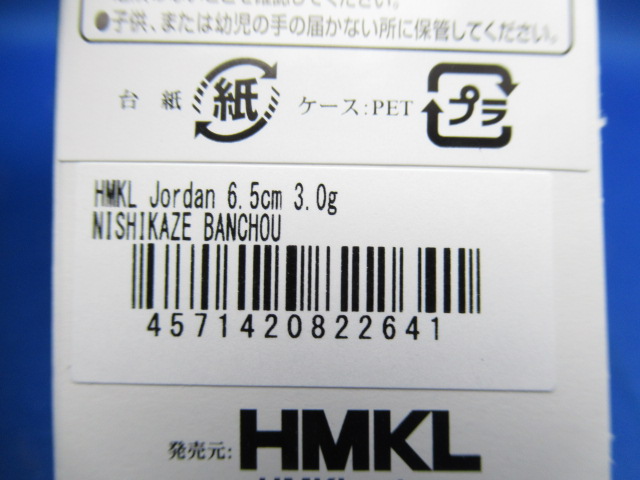 ●子供、または幼児の手の届かない所に保管してください。
台 紙 紙 ケース:PET プラ
HMKL Jordan 6.5cm 3.0g
NISHIKAZE BANCHOU
4571420822641
発売元: HMKL